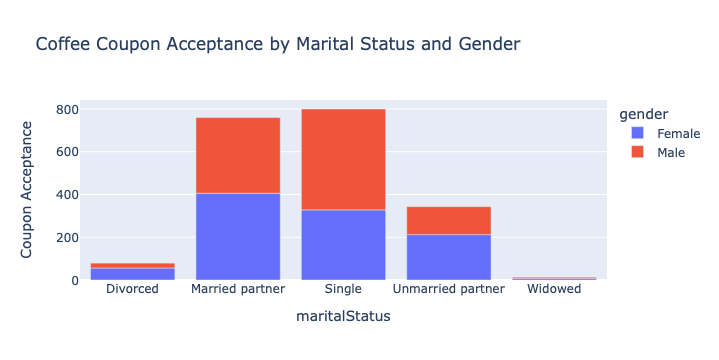 Coffee Coupon Acceptance by Marital Status and Gender
Coupon Acceptance
800
600
400
200
0
Divorced
Married partner
Single
Unmarried partner
Widowed
maritalStatus
gender
Female
Male